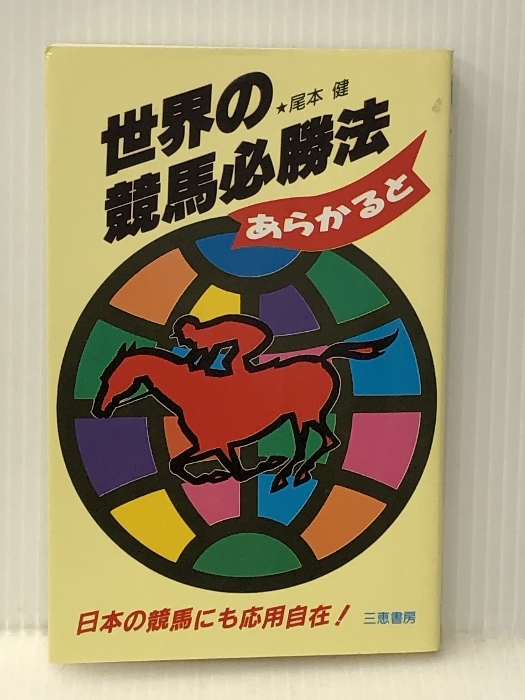 世界の
★尾本 健
競馬必勝法
あらかると
日本の競馬にも応用自在!
三恵書房